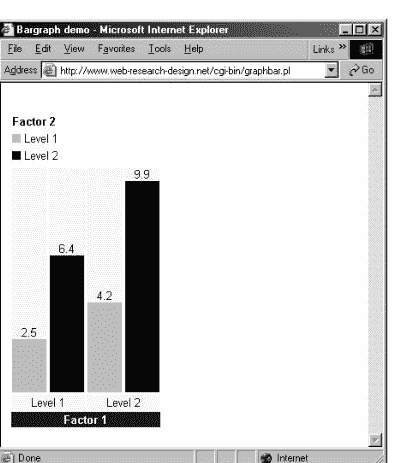 Bargraph demo - Microsoft Internet Explorer
File Edit View Favorites Tools Help Links »
Address http://www.web-research-design.net/cgi-bin/graphbar.pl Go
Factor 2
Level 1
Level 2
9.9
6.4
4.2
2.5
Level 1 Level 2
Factor 1
Done Internet